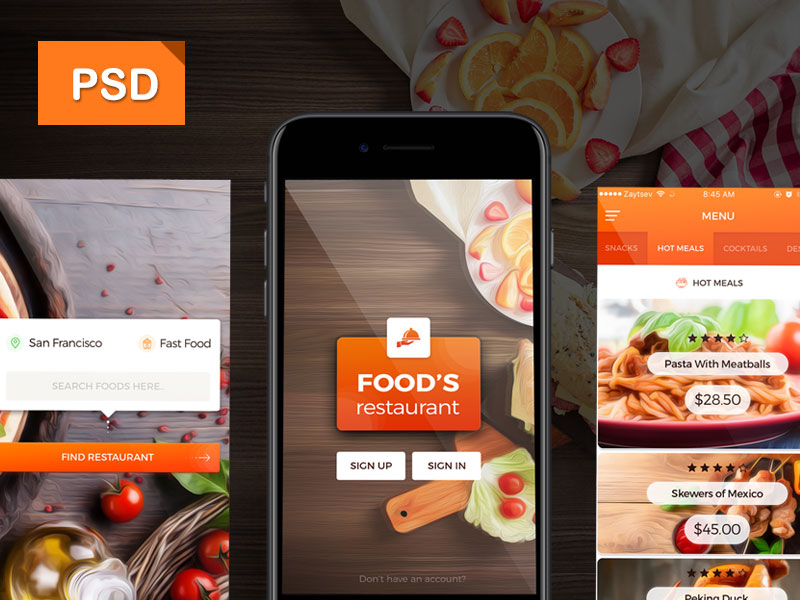 PSD
San Francisco
Fast Food
SEARCH FOODS HERE..
FIND RESTAURANT
FOOD'S
restaurant
SIGN UP
SIGN IN
Don't have an account?
Zaytsev
8:45 AM
MENU
SNACKS
HOT MEALS
COCKTAILS
DES
HOT MEALS
Pasta With Meatballs
$28.50
Skewers of Mexico
$45.00
Peking Duck